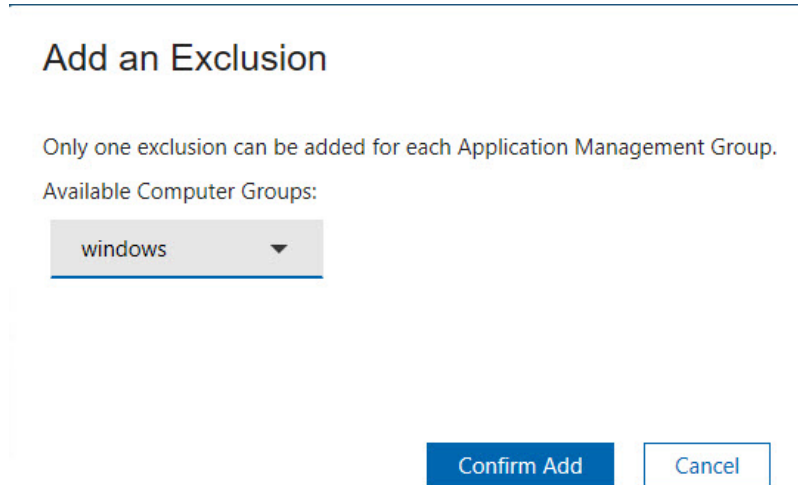 Add an Exclusion
Only one exclusion can be added for each Application Management Group.
Available Computer Groups:
windows
Confirm Add
Cancel